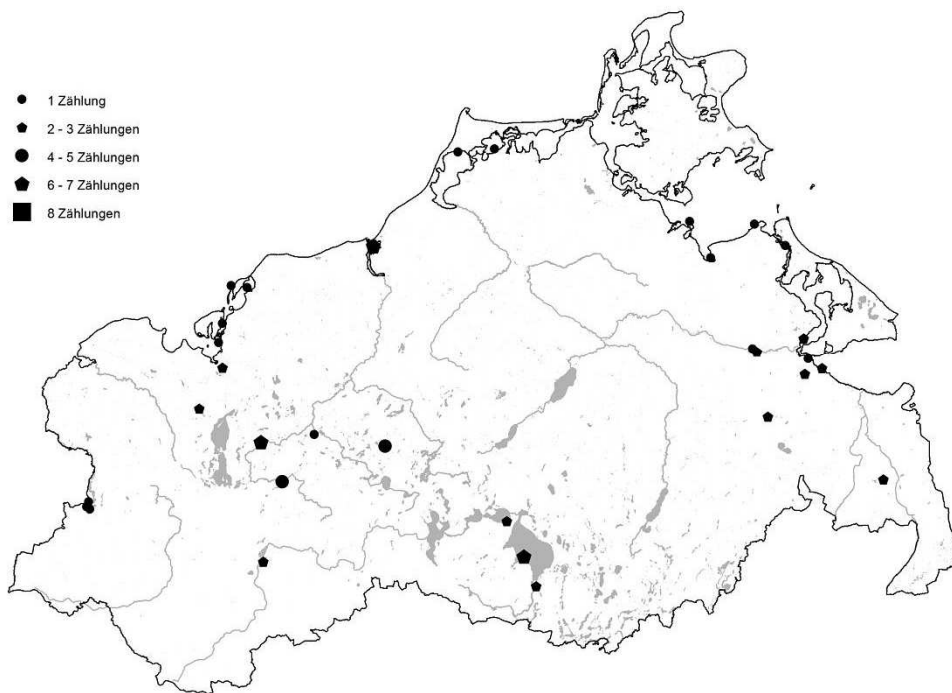 1 Zählung
2 - 3 Zählungen
4 - 5 Zählungen
6 - 7 Zählungen
8 Zählungen